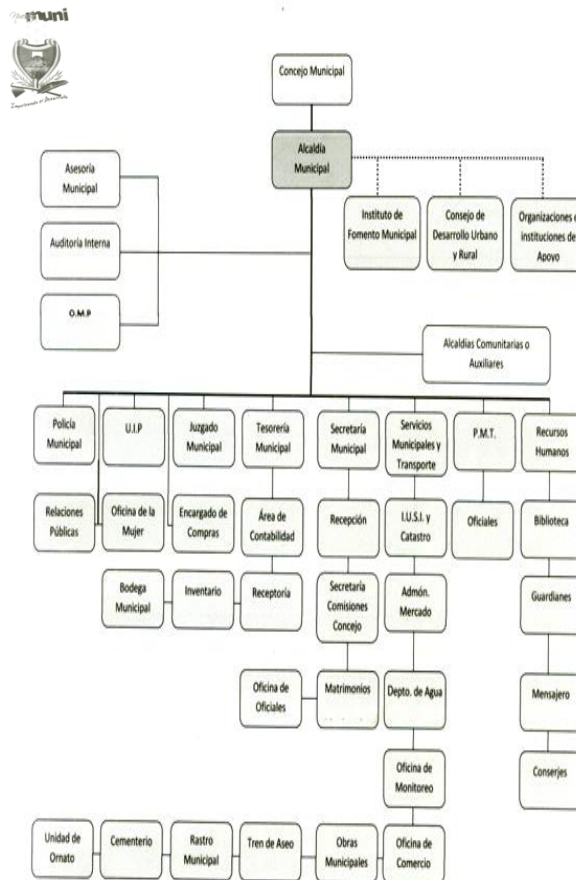 muni
Concejo Municipal
Alcaldía
Municipal
Asesoría
Municipal
Auditoría Interna
O.M.P
Instituto de
Fomento Municipal
Consejo de
Desarrollo Urbano
y Rural
Organizaciones e
instituciones de
Apoyo
Alcaldías Comunitarias o
Auxiliares
Policía
Municipal
U.I.P
Juzgado
Municipal
Tesorería
Municipal
Secretaría
Municipal
Servicios
Municipales y
Transporte
P.M.T.
Recursos
Humanos
Relaciones
Públicas
Oficina de la
Mujer
Encargado de
Compras
Área de
Contabilidad
Recepción
I.U.S.I. y
Catastro
Oficiales
Biblioteca
Bodega
Municipal
Inventario
Receptoría
Secretaría
Comisiones
Concejo
Admón.
Mercado
Guardianes
Oficina de
Oficiales
Matrimonios
Depto. de Agua
Mensajero
Oficina de
Monitoreo
Conserjes
Unidad de
Ornato
Cementerio
Rastro
Municipal
Tren de Aseo
Obras
Municipales
Oficina de
Comercio